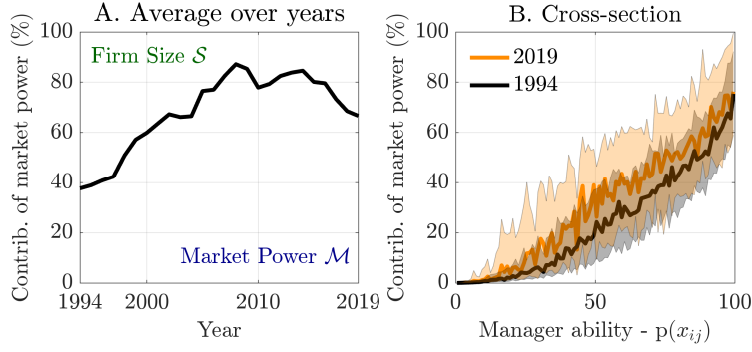 A. Average over years
Contrib. of market power (%)
100
80
60
40
20
0
Firm Size 𝒮
Market Power ℳ
1994
2000
2010
2019
Year
B. Cross-section
Contrib. of market power (%)
100
80
60
40
20
0
2019
1994
0
50
100
Manager ability - p(x_{ij})